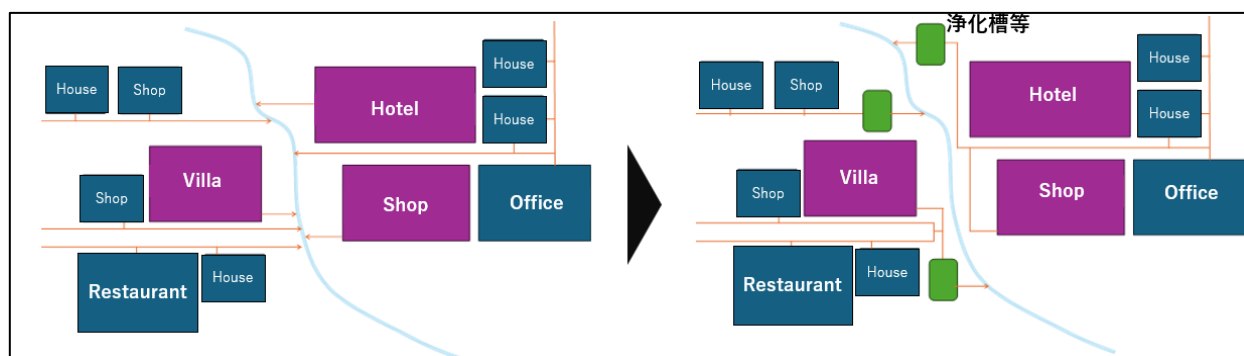 House
Shop
Hotel
House
House
Villa
Shop
Shop
Office
Restaurant
House
浄化槽等
House
Shop
Hotel
House
House
Villa
Shop
Shop
Office
Restaurant
House